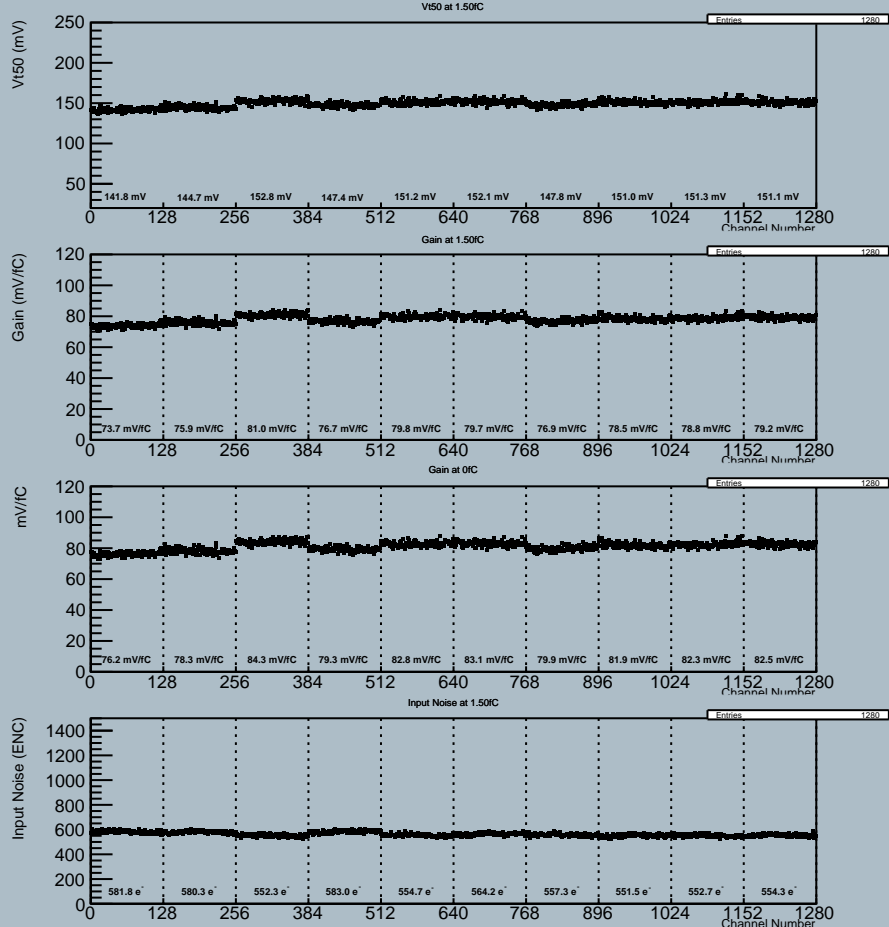 Vt50 at 1.50fC
Entries 1280
Vt50 (mV)
250
200
150
100
50
141.8 mV 144.7 mV 152.8 mV 147.4 mV 151.2 mV 152.1 mV 147.8 mV 151.0 mV 151.3 mV 151.1 mV
0 128 256 384 512 640 768 896 1024 1152 1280
Channel Number
Gain at 1.50fC
Entries 1280
Gain (mV/fC)
120
100
80
60
40
20
0
73.7 mV/fC 75.9 mV/fC 81.0 mV/fC 76.7 mV/fC 79.8 mV/fC 79.7 mV/fC 76.9 mV/fC 78.5 mV/fC 78.8 mV/fC 79.2 mV/fC
0 128 256 384 512 640 768 896 1024 1152 1280
Channel Number
Gain at 0fC
Entries 1280
mV/fC
120
100
80
60
40
20
0
76.2 mV/fC 78.3 mV/fC 84.3 mV/fC 79.3 mV/fC 82.8 mV/fC 83.1 mV/fC 79.9 mV/fC 81.9 mV/fC 82.3 mV/fC 82.5 mV/fC
0 128 256 384 512 640 768 896 1024 1152 1280
Channel Number
Input Noise at 1.50fC
Entries 1280
Input Noise (ENC)
1400
1200
1000
800
600
400
200
0
581.8 e⁻ 580.3 e⁻ 552.3 e⁻ 583.0 e⁻ 554.7 e⁻ 564.2 e⁻ 557.3 e⁻ 551.5 e⁻ 552.7 e⁻ 554.3 e⁻
0 128 256 384 512 640 768 896 1024 1152 1280
Channel Number